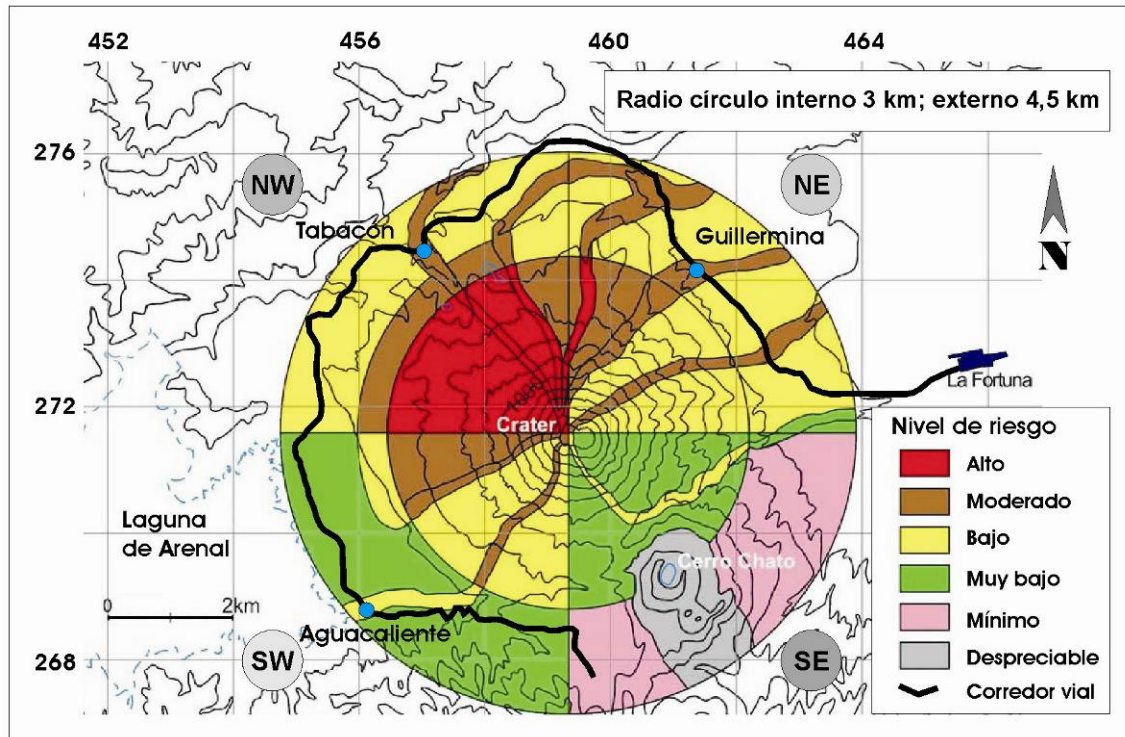 452 456 460 464
Radio círculo interno 3 km; externo 4,5 km
276
NW
NE
Tabacón
Guillermina
N
La Fortuna
272
Crater
1000
Nivel de riesgo
Alto
Moderado
Bajo
Muy bajo
Mínimo
Despreciable
Corredor vial
Laguna
de Arenal
Cerro Chato
0 2km
Aguacaliente
SW
SE
268